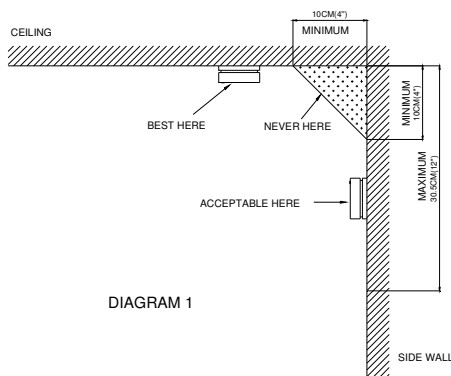 10CM(4")
CEILING
MINIMUM
MINIMUM
10CM(4")
BEST HERE
NEVER HERE
MAXIMUM
30.5CM(12")
ACCEPTABLE HERE
DIAGRAM 1
SIDE WALL